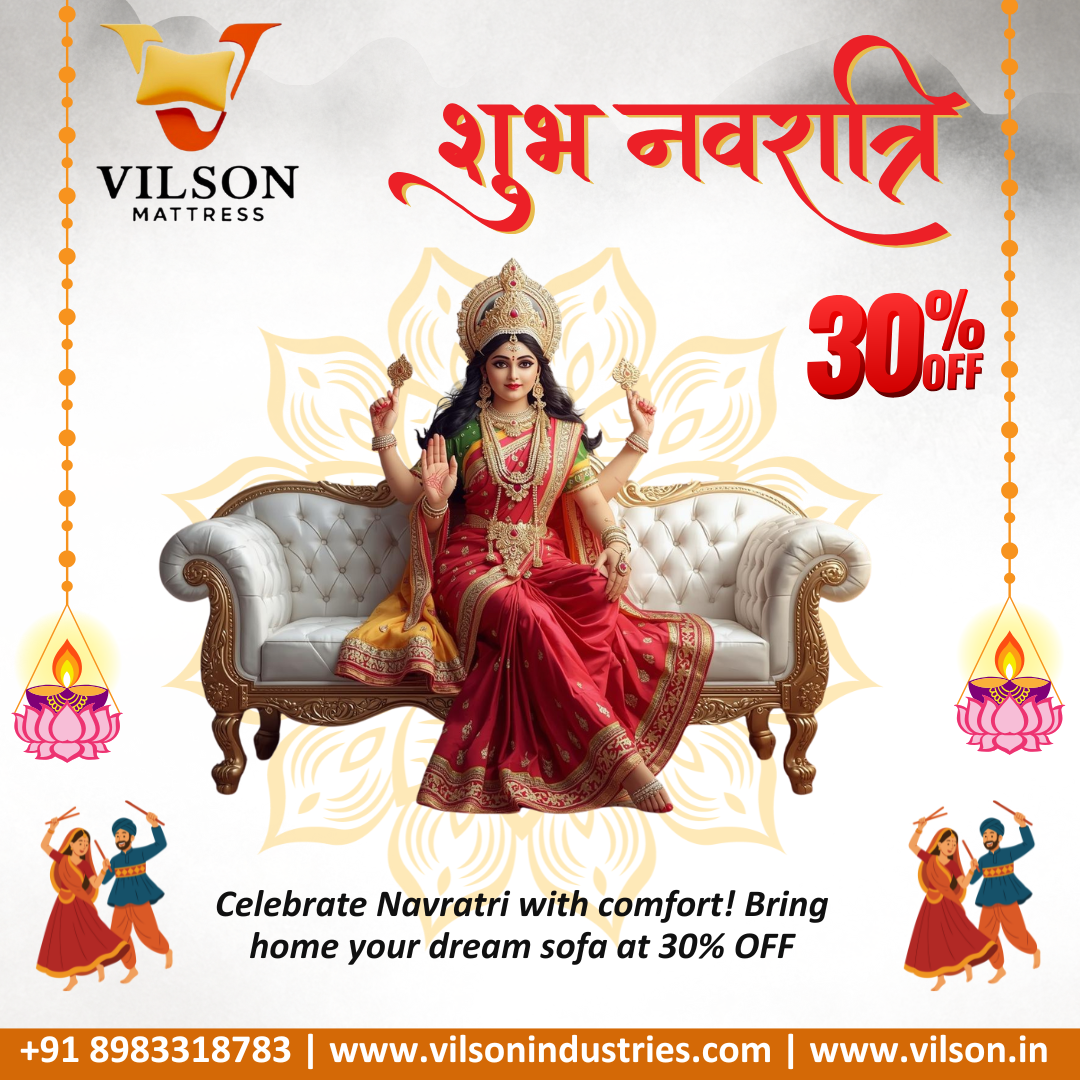 VILSON
MATTRESS
शुभ नवरात्रि
30% OFF
Celebrate Navratri with comfort! Bring
home your dream sofa at 30% OFF
+91 8983318783 | www.vilsonindustries.com | www.vilson.in